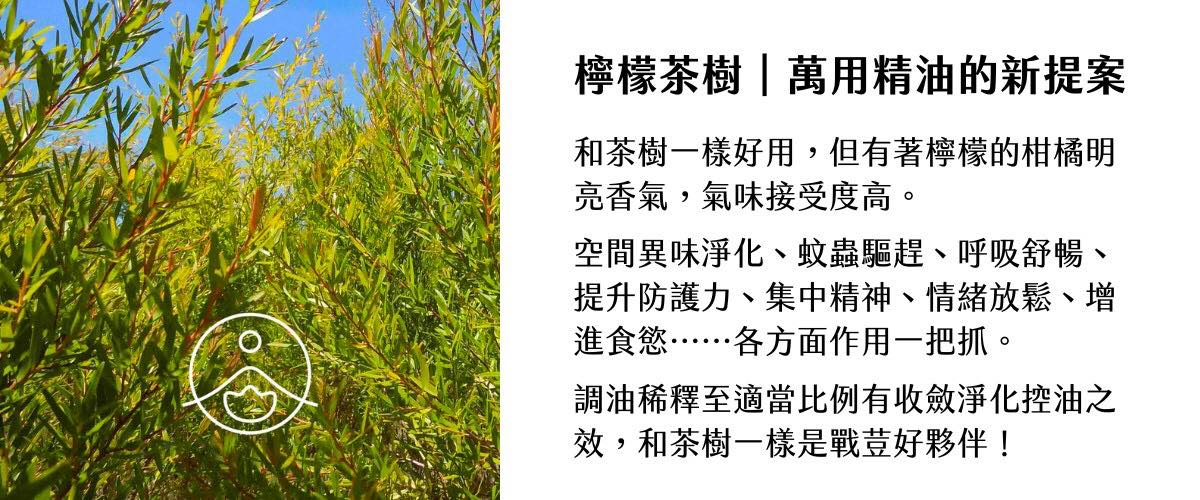 檸檬茶樹｜萬用精油的新提案
和茶樹一樣好用，但有著檸檬的柑橘明
亮香氣，氣味接受度高。
空間異味淨化、蚊蟲驅趕、呼吸舒暢、
提升防護力、集中精神、情緒放鬆、增
進食慾⋯⋯各方面作用一把抓。
調油稀釋至適當比例有收斂淨化控油之
效，和茶樹一樣是戰荳好夥伴！